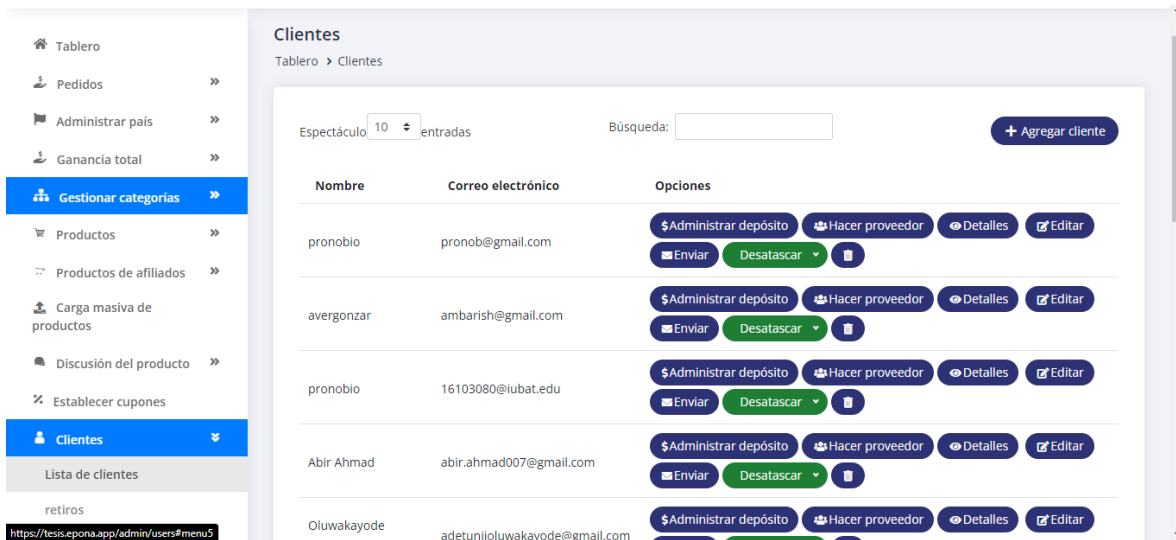 Tablero
Pedidos
Administrar país
Ganancia total
Gestionar categorías
Productos
Productos de afiliados
Carga masiva de
productos
Discusión del producto
Establecer cupones
Clientes
Lista de clientes
retiros
https://tesis.epona.app/admin/users#menu5
Clientes
Tablero > Clientes
Espectáculo 10 entradas
Búsqueda:
+ Agregar cliente
Nombre Correo electrónico Opciones
pronobio pronob@gmail.com
$Administrar depósito Hacer proveedor Detalles Editar
Enviar Desatascar
avergonzar ambarish@gmail.com
$Administrar depósito Hacer proveedor Detalles Editar
Enviar Desatascar
pronobio 16103080@iubat.edu
$Administrar depósito Hacer proveedor Detalles Editar
Enviar Desatascar
Abir Ahmad abir.ahmad007@gmail.com
$Administrar depósito Hacer proveedor Detalles Editar
Enviar Desatascar
Oluwakayode adetunjioluwakayode@gmail.com
$Administrar depósito Hacer proveedor Detalles Editar